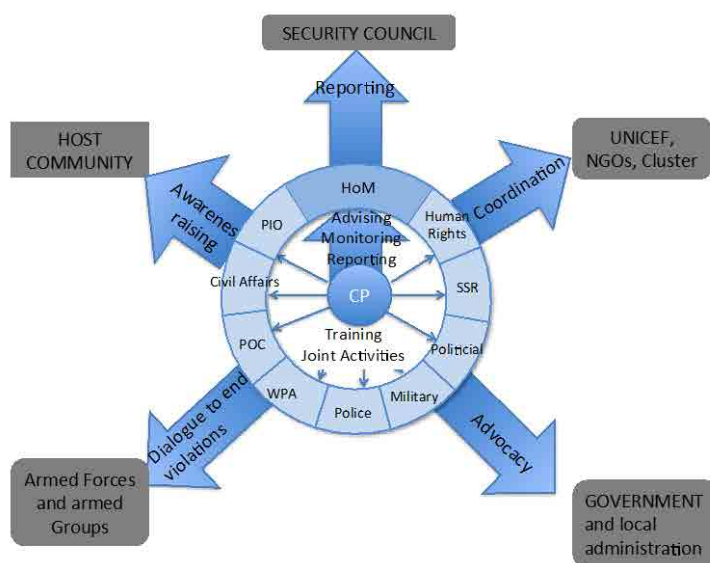 SECURITY COUNCIL
Reporting
HOST
COMMUNITY
UNICEF,
NGOs, Cluster
Awarenes
raising
Coordination
HoM
PIO
Human
Rights
Advising
Monitoring
Reporting
Civil Affairs
CP
SSR
POC
Training
Joint Activities
Politicial
WPA
Police
Military
Dialogue to end
violations
Advocacy
Armed Forces
and armed
Groups
GOVERNMENT
and local
administration